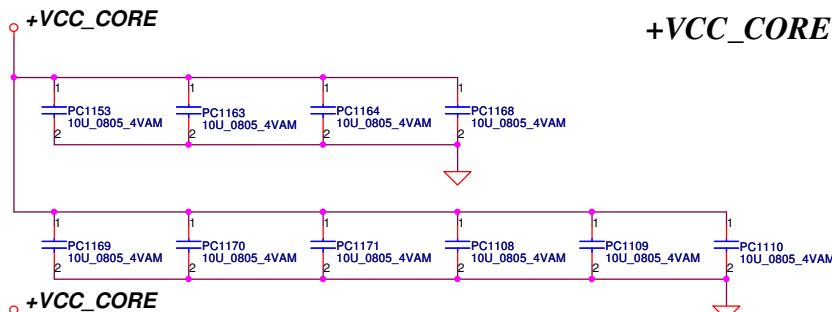 +VCC_CORE
+VCC_CORE
1 1 1 1
PC1153 PC1163 PC1164 PC1168
10U_0805_4VAM 10U_0805_4VAM 10U_0805_4VAM 10U_0805_4VAM
2 2 2 2
1 1 1 1 1 1
PC1169 PC1170 PC1171 PC1108 PC1109 PC1110
10U_0805_4VAM 10U_0805_4VAM 10U_0805_4VAM 10U_0805_4VAM 10U_0805_4VAM 10U_0805_4VAM
2 2 2 2 2 2
+VCC_CORE